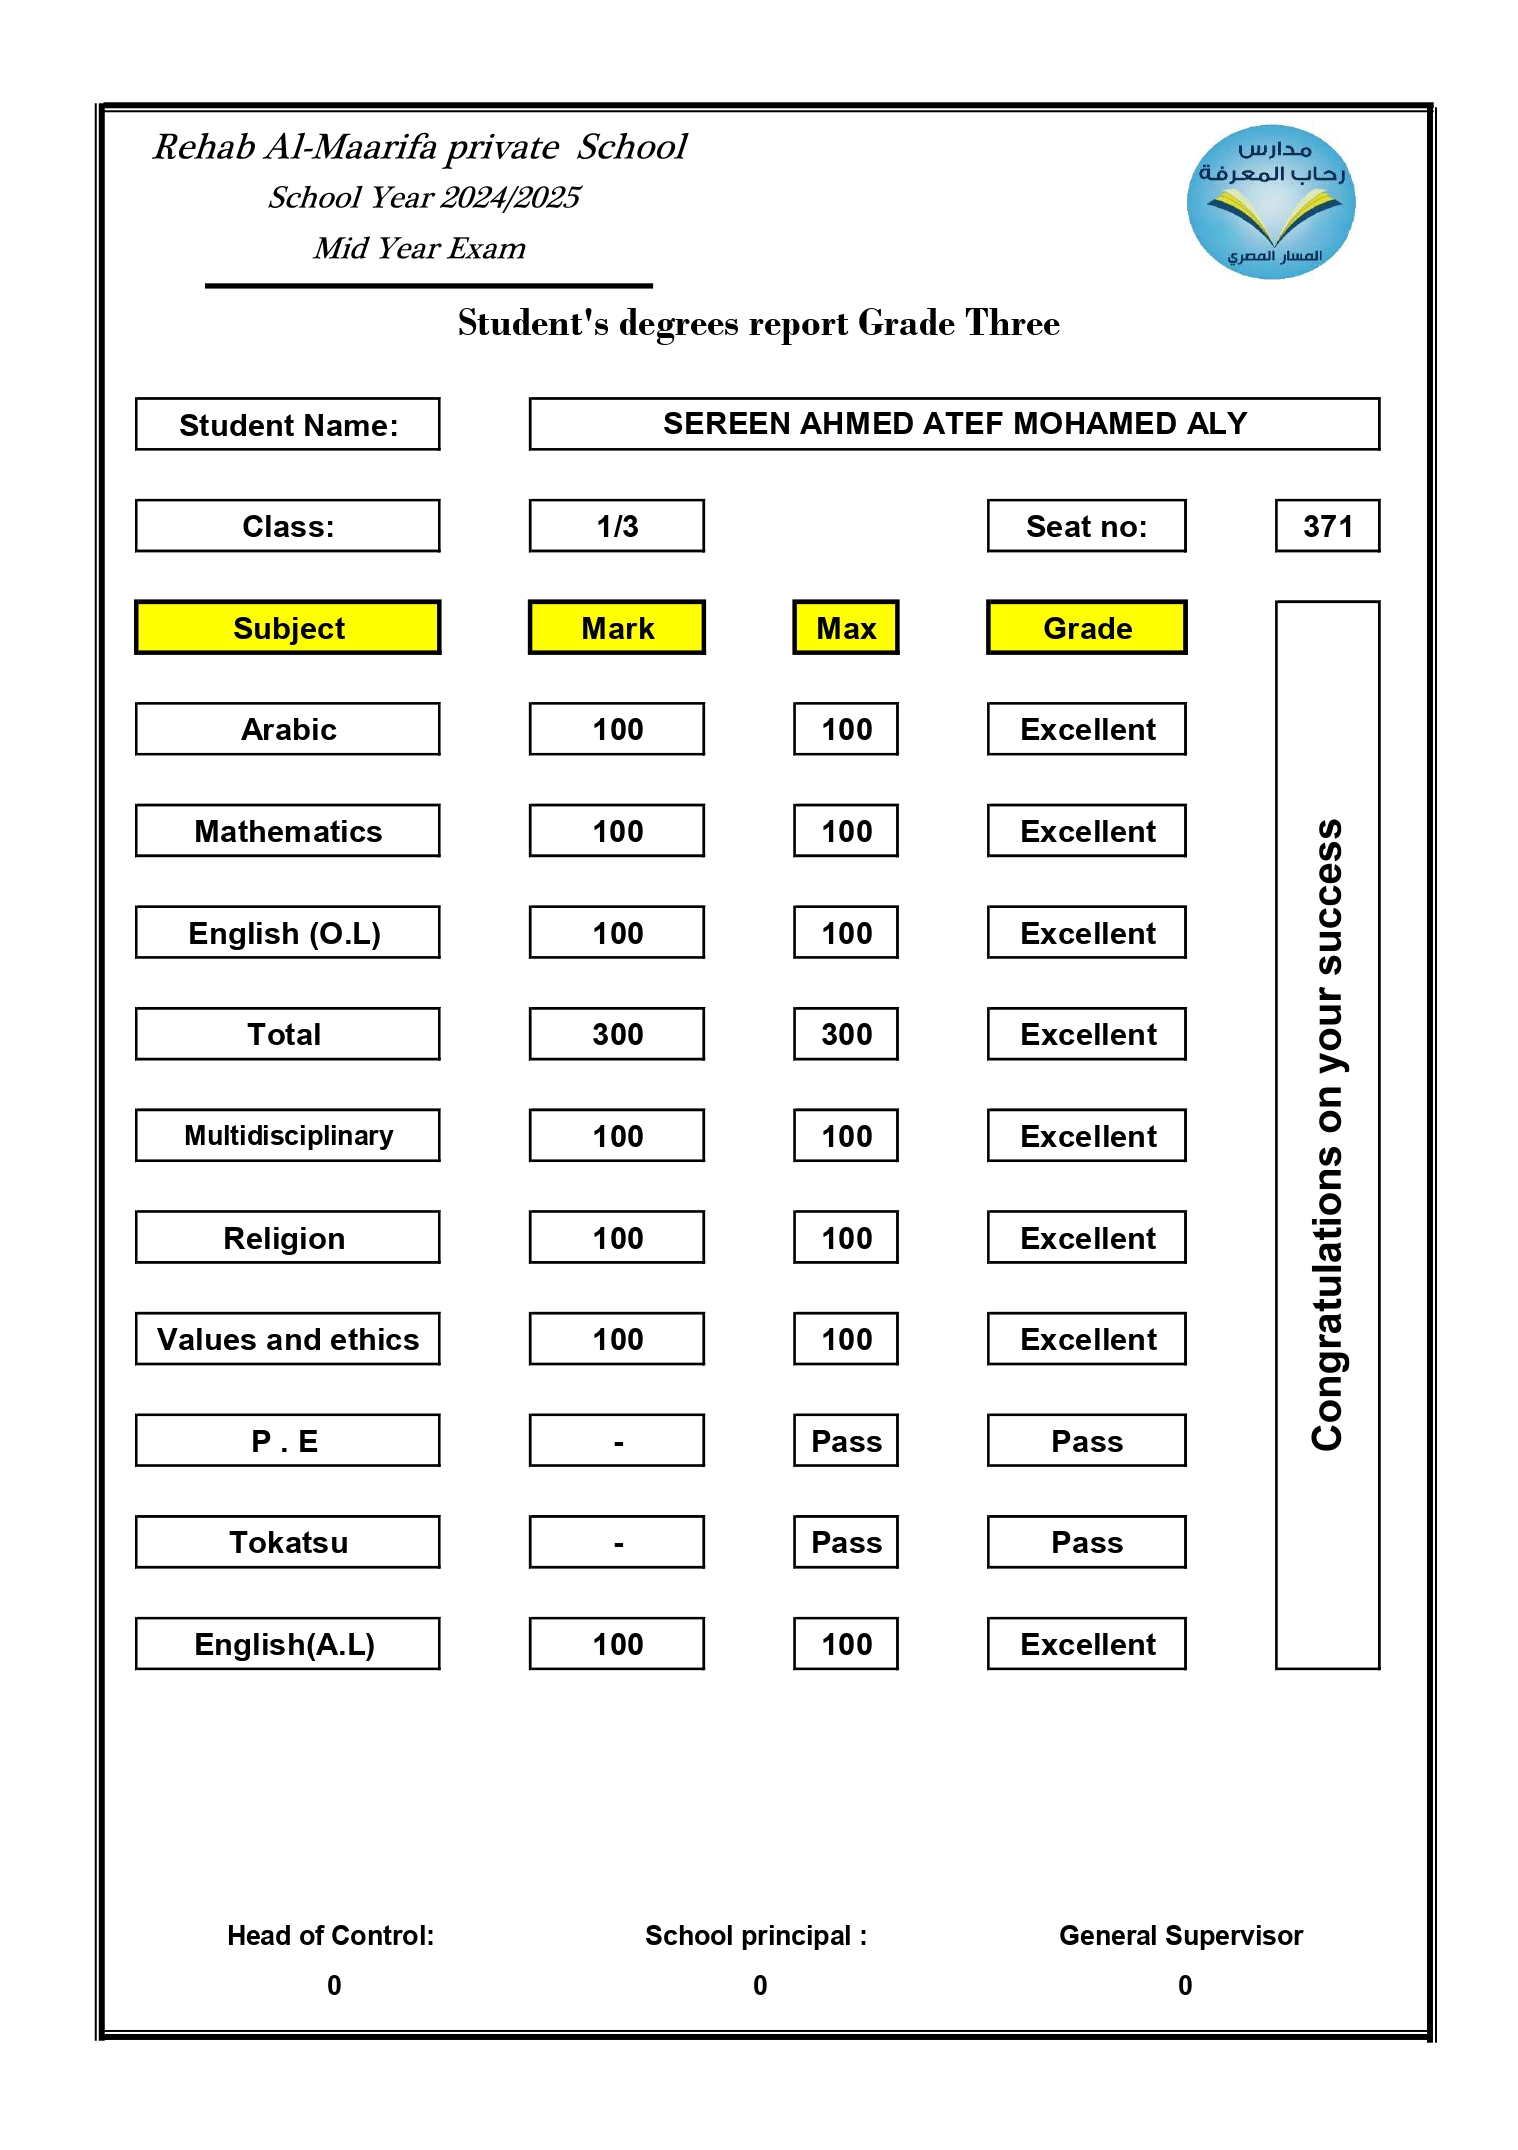 Rehab Al-Maarifa private School
School Year 2024/2025
Mid Year Exam
مدارس
رحاب المعرفة
المسار المصري
Student's degrees report Grade Three
Student Name: SEREEN AHMED ATEF MOHAMED ALY
Class: 1/3 Seat no: 371
Subject Mark Max Grade
Arabic 100 100 Excellent
Mathematics 100 100 Excellent
English (O.L) 100 100 Excellent
Total 300 300 Excellent
Multidisciplinary 100 100 Excellent
Religion 100 100 Excellent
Values and ethics 100 100 Excellent
P . E - Pass Pass
Tokatsu - Pass Pass
English(A.L) 100 100 Excellent
Congratulations on your success
Head of Control: School principal : General Supervisor
0 0 0